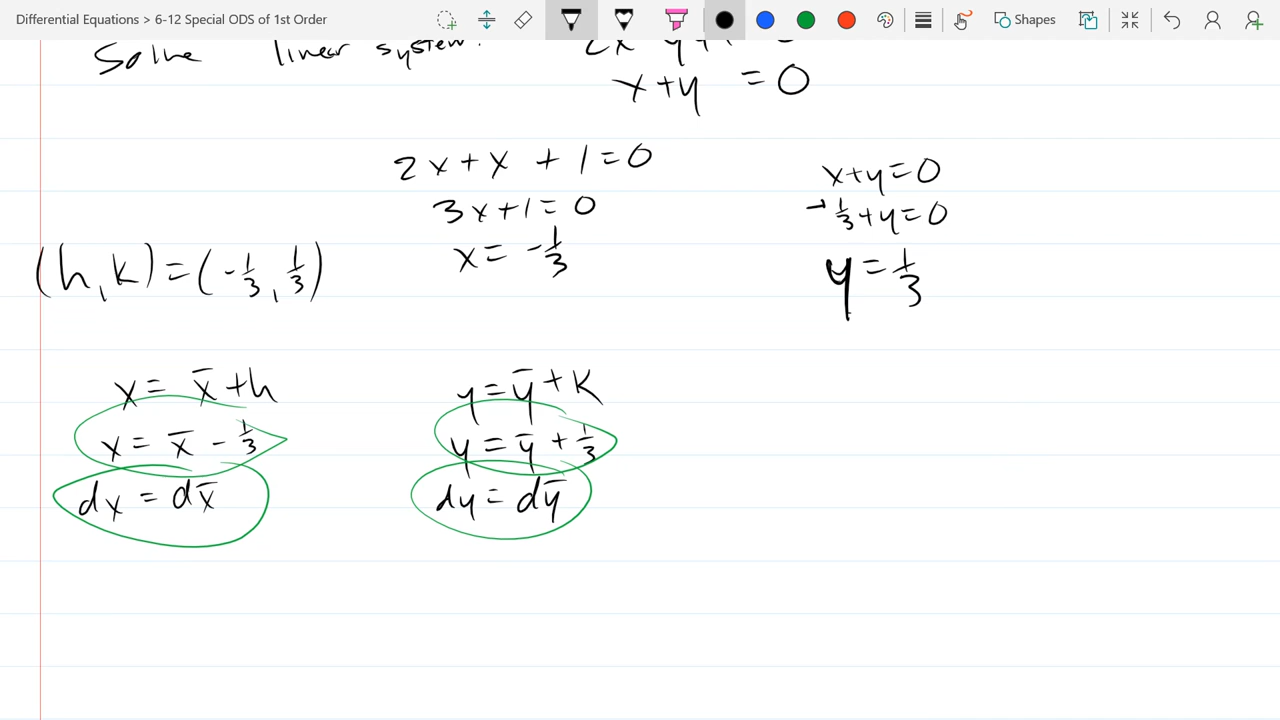 Differential Equations > 6-12 Special ODS of 1st Order
Shapes
Solve linear system:
x+y = 0
2x+x + 1=0
3x+1= 0
x= -1/3
x+y=0
-1/3+y=0
y=1/3
(h,k)=(-1/3,1/3)
x= x̄+h
x= x̄ - 1/3
dx = dx̄
y=ȳ+k
y=ȳ+1/3
dy=dȳ